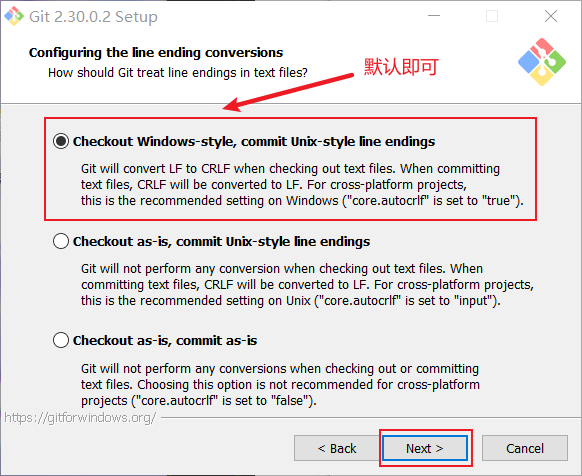 Git 2.30.0.2 Setup
Configuring the line ending conversions
How should Git treat line endings in text files?
默认即可
Checkout Windows-style, commit Unix-style line endings
Git will convert LF to CRLF when checking out text files. When committing
text files, CRLF will be converted to LF. For cross-platform projects,
this is the recommended setting on Windows ("core.autocrlf" is set to "true").
Checkout as-is, commit Unix-style line endings
Git will not perform any conversion when checking out text files. When
committing text files, CRLF will be converted to LF. For cross-platform projects,
this is the recommended setting on Unix ("core.autocrlf" is set to "input").
Checkout as-is, commit as-is
Git will not perform any conversions when checking out or committing
text files. Choosing this option is not recommended for cross-platform
projects ("core.autocrlf" is set to "false").
https://gitforwindows.org/
< Back
Next >
Cancel